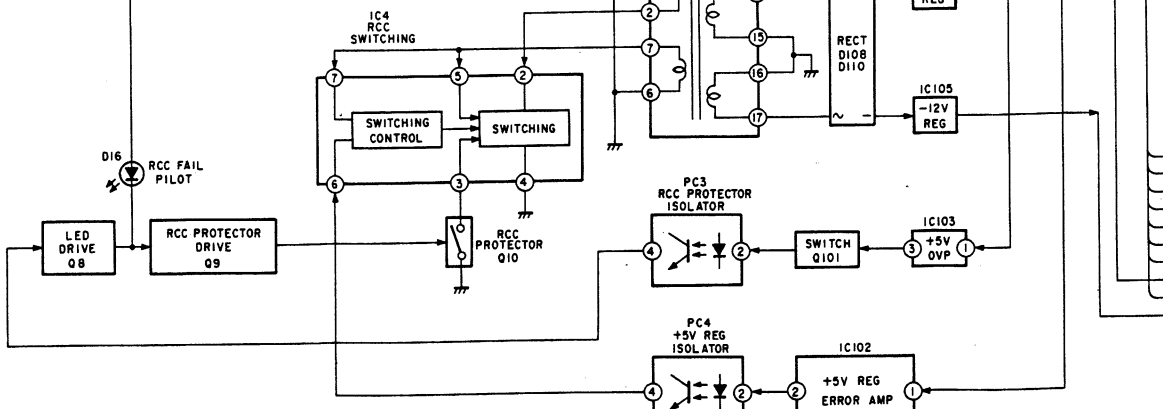 REG
IC4
RCC
SWITCHING
2
7
6
15
16
17
RECT
D108
D110
~ −
IC105
-12V
REG
7
5
2
SWITCHING
CONTROL
SWITCHING
6
3
4
D16
RCC FAIL
PILOT
LED
DRIVE
Q8
RCC PROTECTOR
DRIVE
Q9
RCC
PROTECTOR
Q10
PC3
RCC PROTECTOR
ISOLATOR
4
2
SWITCH
Q101
IC103
3
+5V
OVP
1
PC4
+5V REG
ISOLATOR
4
2
IC102
2
+5V REG
ERROR AMP
1